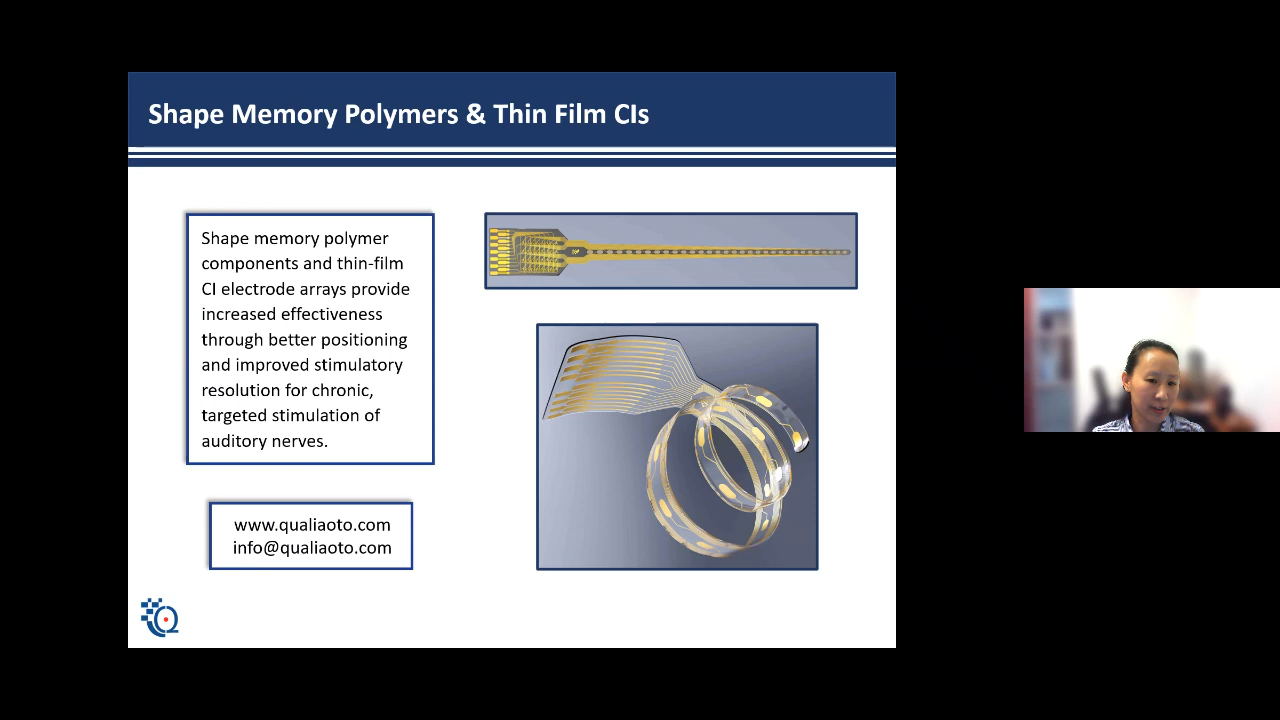 Shape Memory Polymers & Thin Film CIs
Shape memory polymer
components and thin-film
CI electrode arrays provide
increased effectiveness
through better positioning
and improved stimulatory
resolution for chronic,
targeted stimulation of
auditory nerves.
www.qualiaoto.com
info@qualiaoto.com